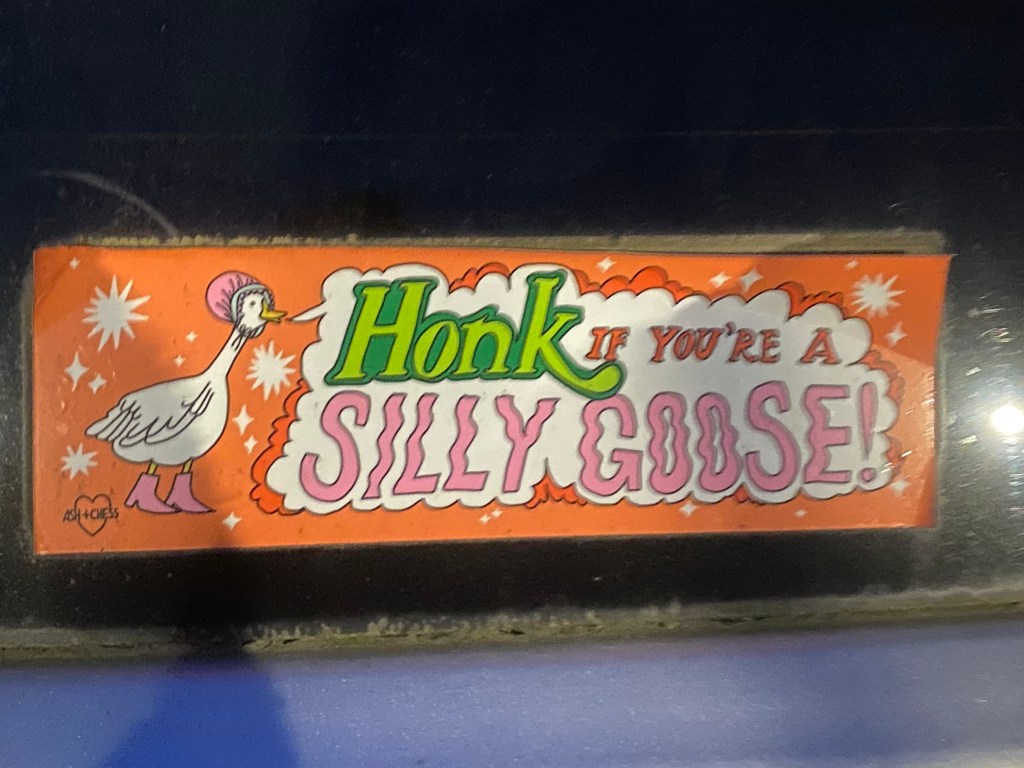 Honk IF YOU'RE A
SILLY GOOSE!
ASH + CHESS